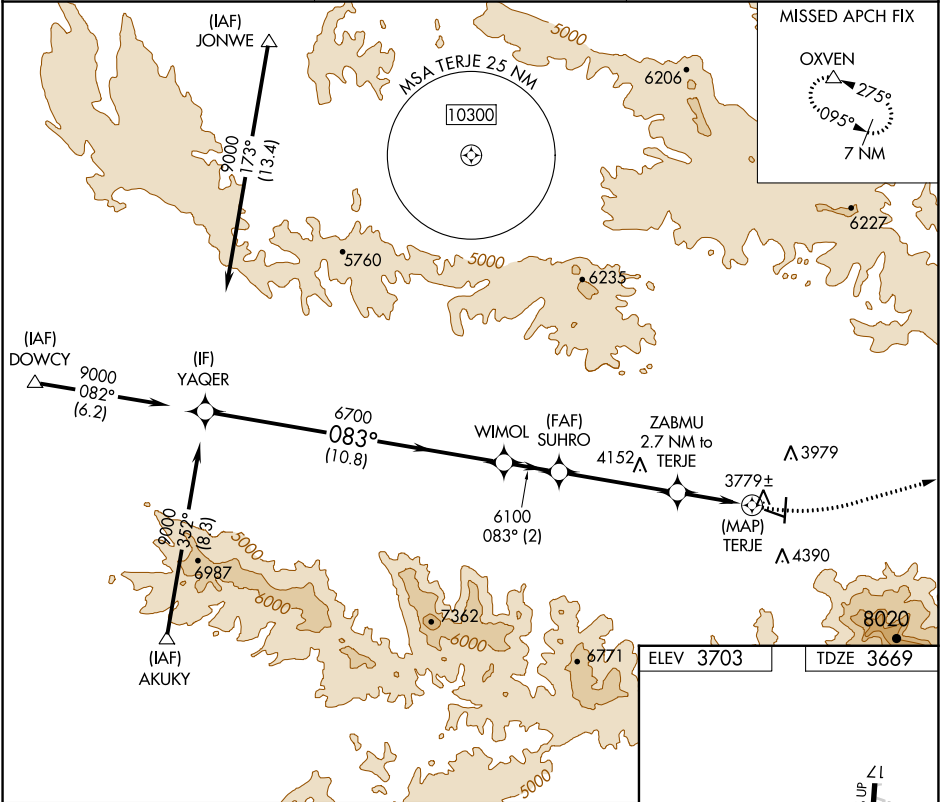 (IAF)
JONWE
9000
173°
(13.4)
MSA TERJE 25 NM
10300
5000
6206
MISSED APCH FIX
OXVEN
275°
095°
7 NM
6227
5760
5000
6235
(IAF)
DOWCY
9000
082°
(6.2)
(IF)
YAQER
6700
083°
(10.8)
WIMOL
(FAF)
SUHRO
6100
083° (2)
4152
ZABMU
2.7 NM to
TERJE
3979
3779±
(MAP)
TERJE
4390
9000
352°
(8.3)
5000
6987
6000
(IAF)
AKUKY
7362
6000
6771
8020
5000
ELEV 3703
TDZE 3669
17
UP